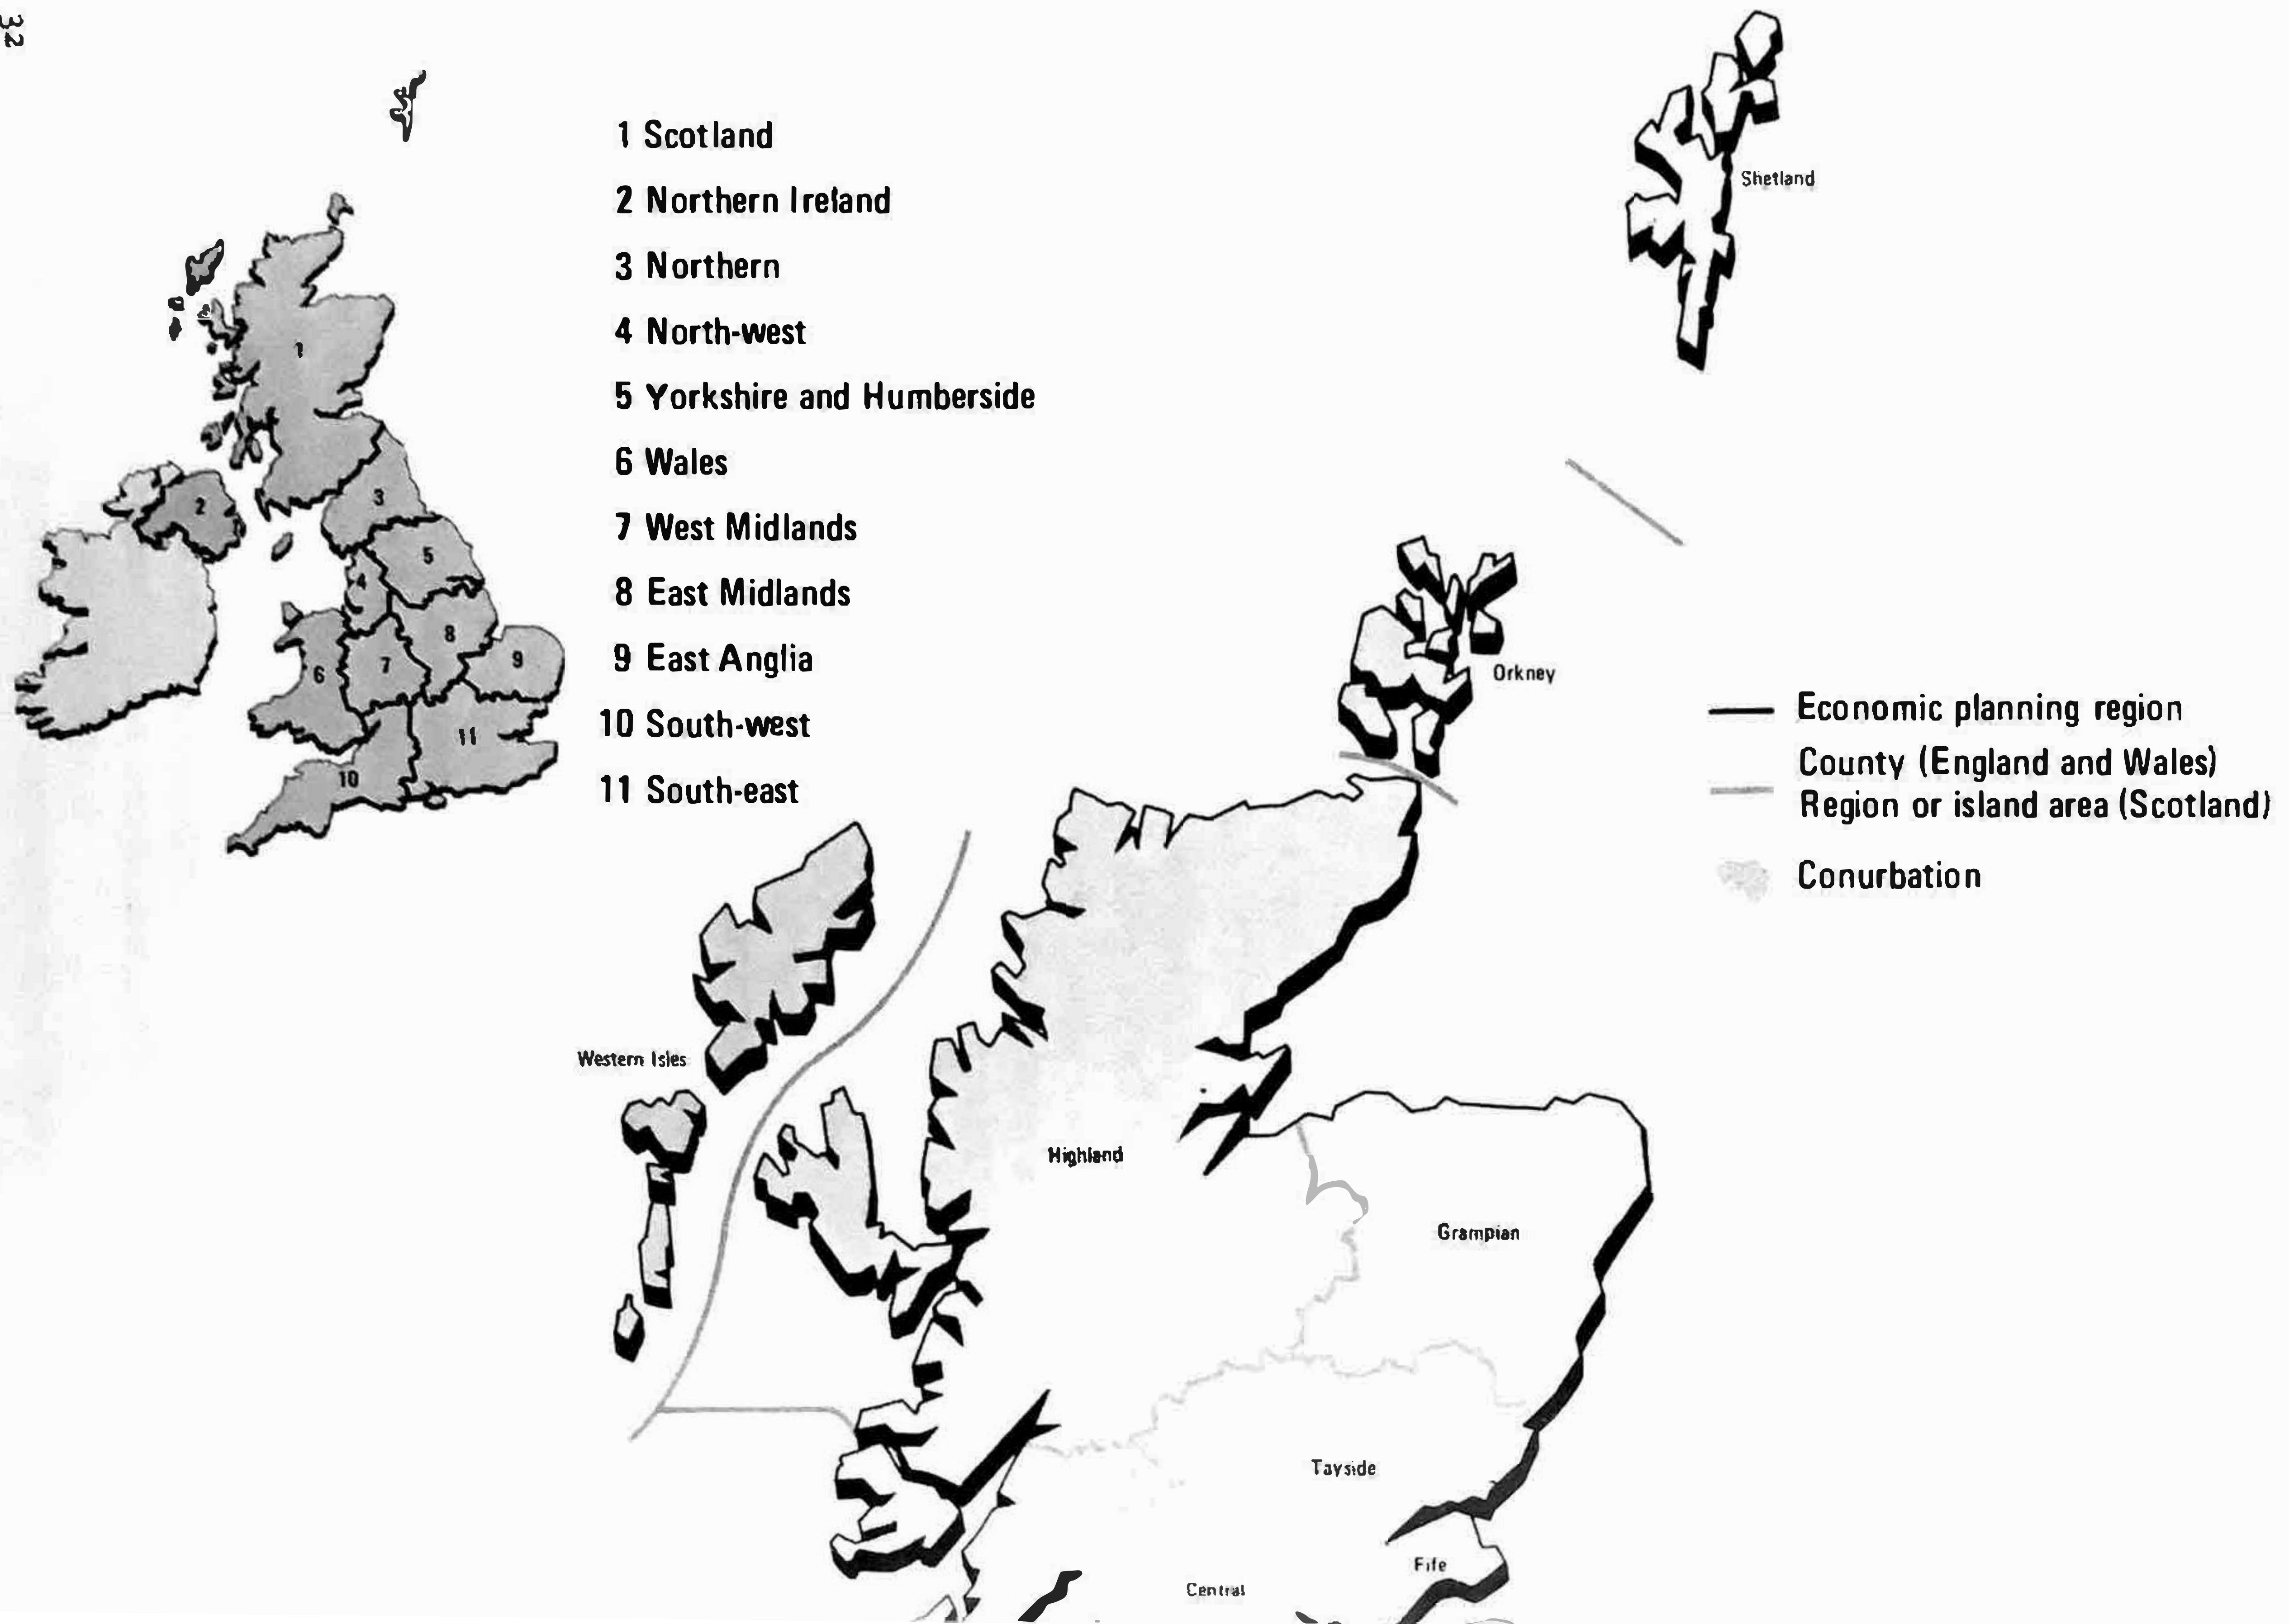 32
1 Scotland
2 Northern Ireland
3 Northern
4 North-west
5 Yorkshire and Humberside
6 Wales
7 West Midlands
8 East Midlands
9 East Anglia
10 South-west
11 South-east
1
2
3
5
4
8
9
7
6
11
10
Shetland
Orkney
Economic planning region
County (England and Wales)
Region or island area (Scotland)
Conurbation
Western Isles
Highland
Grampian
Tayside
Fife
Central